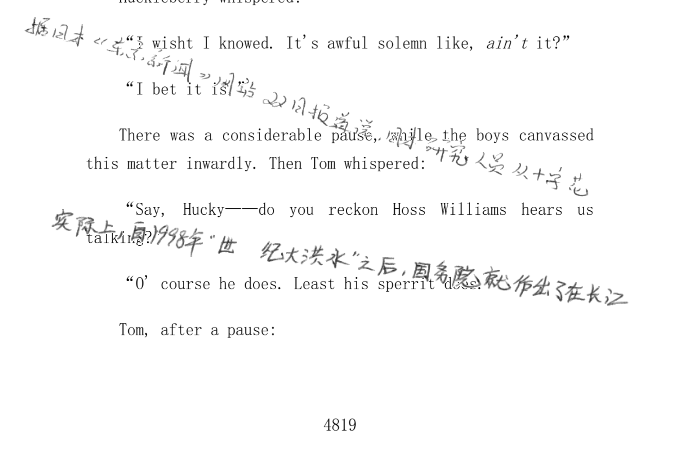 Huckleberry whispered:
“I wisht I knowed. It's awful solemn like, ain't it?”
据日本《东京新闻》网站22日报道说，该国研究人员从十字花
“I bet it is.”
There was a considerable pause, while the boys canvassed
this matter inwardly. Then Tom whispered:
“Say, Hucky——do you reckon Hoss Williams hears us
talking?”
实际上，自1998年“世 纪大洪水”之后，国务院就作出了在长江
“O' course he does. Least his sperrit does.”
Tom, after a pause:
4819